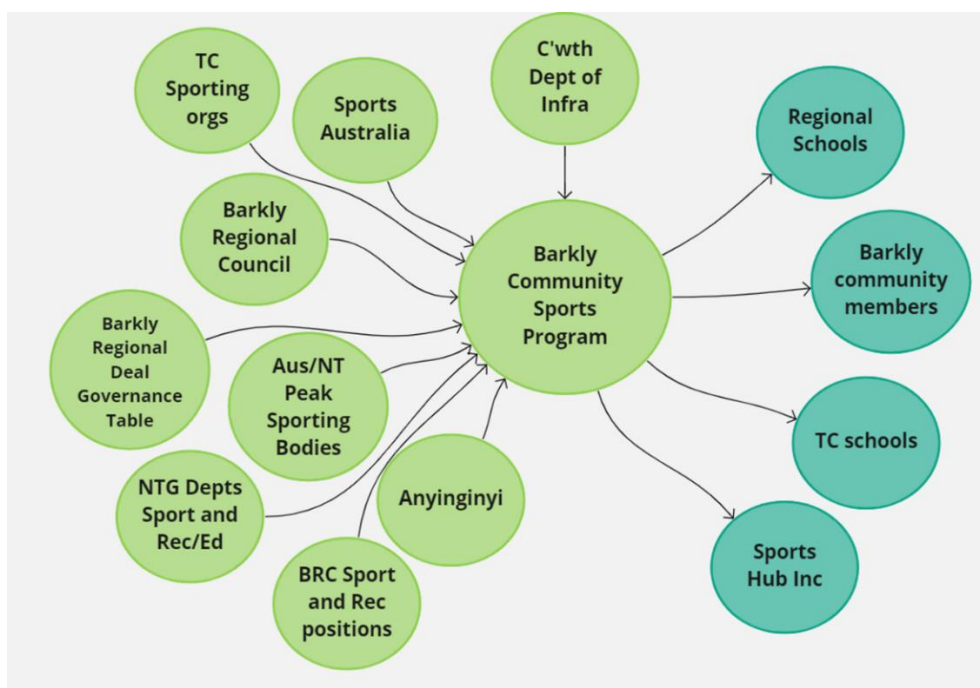 TC
Sporting
orgs
Sports
Australia
C'wth
Dept of
Infra
Regional
Schools
Barkly
Regional
Council
Barkly
Community
Sports
Program
Barkly
community
members
Barkly
Regional
Deal
Governance
Table
Aus/NT
Peak
Sporting
Bodies
TC schools
NTG Depts
Sport and
Rec/Ed
Anyinginyi
BRC Sport
and Rec
positions
Sports
Hub Inc